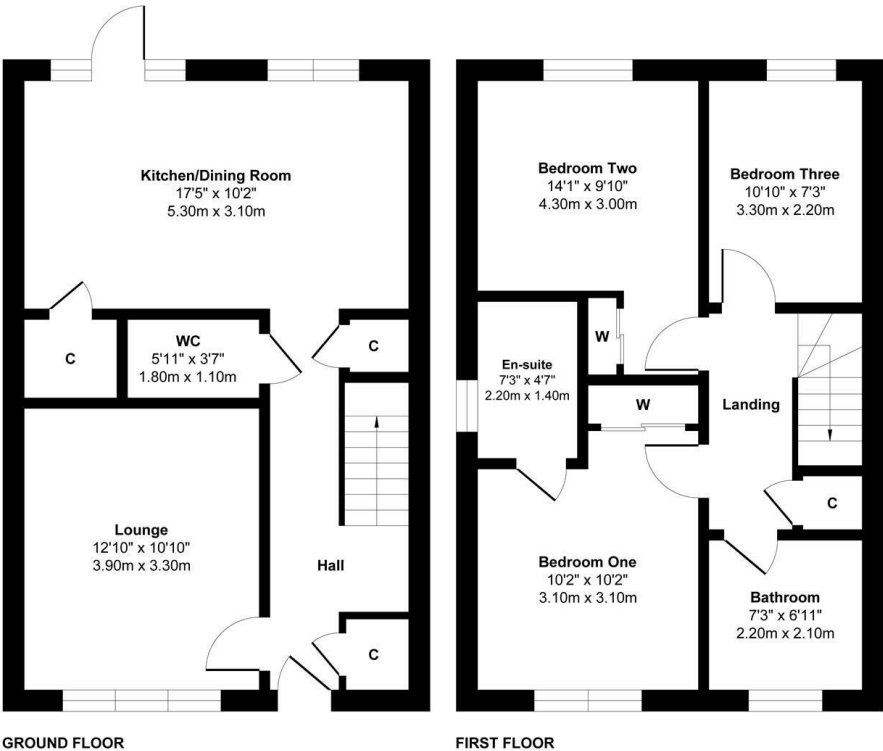 Kitchen/Dining Room
17'5" x 10'2"
5.30m x 3.10m
C
WC
5'11" x 3'7"
1.80m x 1.10m
C
Lounge
12'10" x 10'10"
3.90m x 3.30m
Hall
C
GROUND FLOOR
Bedroom Two
14'1" x 9'10"
4.30m x 3.00m
Bedroom Three
10'10" x 7'3"
3.30m x 2.20m
W
En-suite
7'3" x 4'7"
2.20m x 1.40m
W
Landing
C
Bedroom One
10'2" x 10'2"
3.10m x 3.10m
Bathroom
7'3" x 6'11"
2.20m x 2.10m
FIRST FLOOR